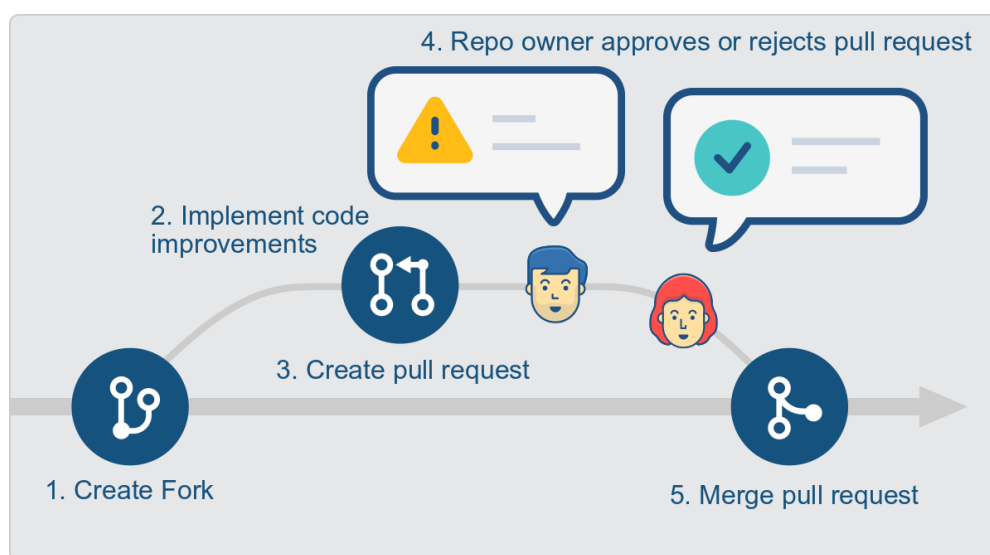 4. Repo owner approves or rejects pull request
2. Implement code
improvements
3. Create pull request
1. Create Fork
5. Merge pull request